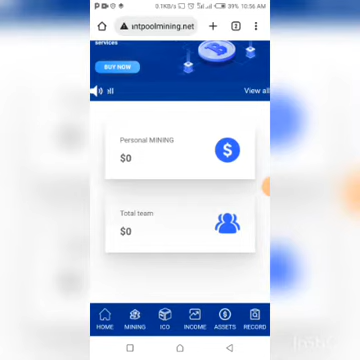 0.1KB/s 39% 10:56 AM
ntpoolmining.net
services
BUY NOW
View all
Personal MINING
$0
Total team
$0
HOME MINING ICO INCOME ASSETS RECORD